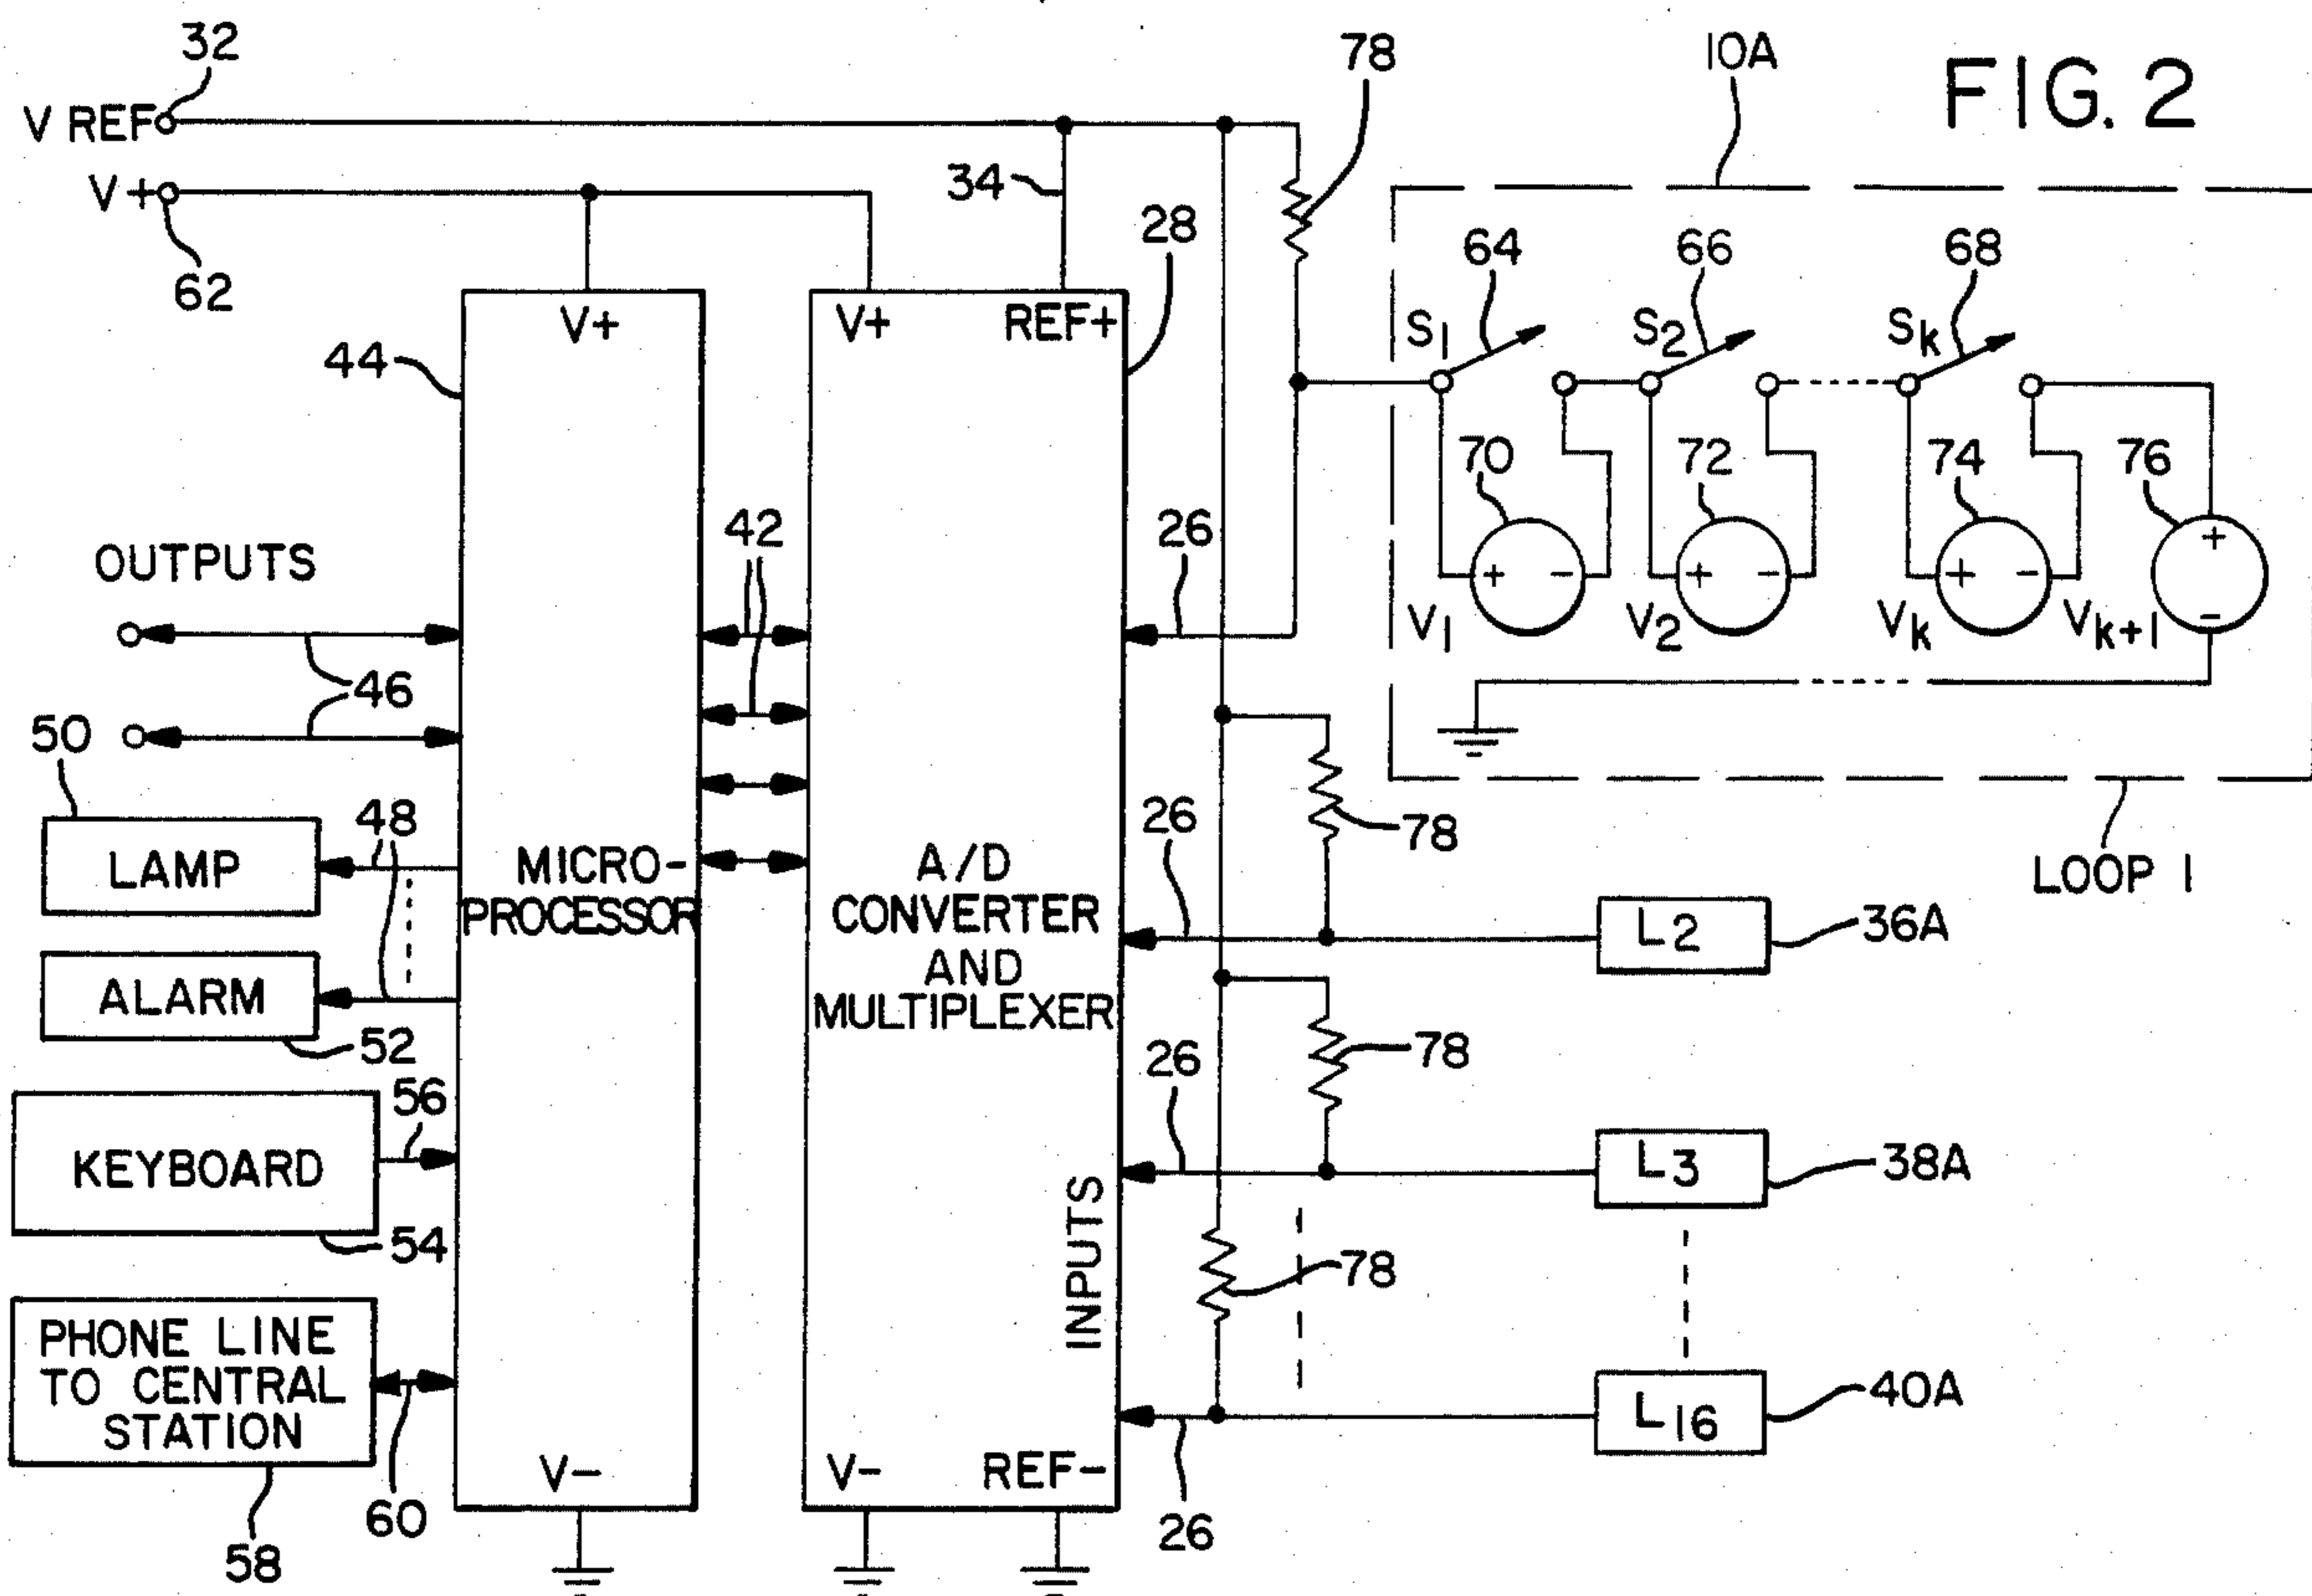 FIG. 2
32
V REF
V+
62
34
78
28
10A
64
66
68
S1
S2
Sk
70
72
74
76
+ -
+ -
+ -
+
-
V1
V2
Vk
Vk+1
LOOP 1
44
V+
V+
REF+
42
26
OUTPUTS
46
50
LAMP
48
ALARM
52
KEYBOARD
56
54
PHONE LINE
TO CENTRAL
STATION
60
58
MICRO-
PROCESSOR
V-
A/D
CONVERTER
AND
MULTIPLEXER
INPUTS
V-
REF-
26
78
L2
36A
26
78
L3
38A
78
L16
40A
26